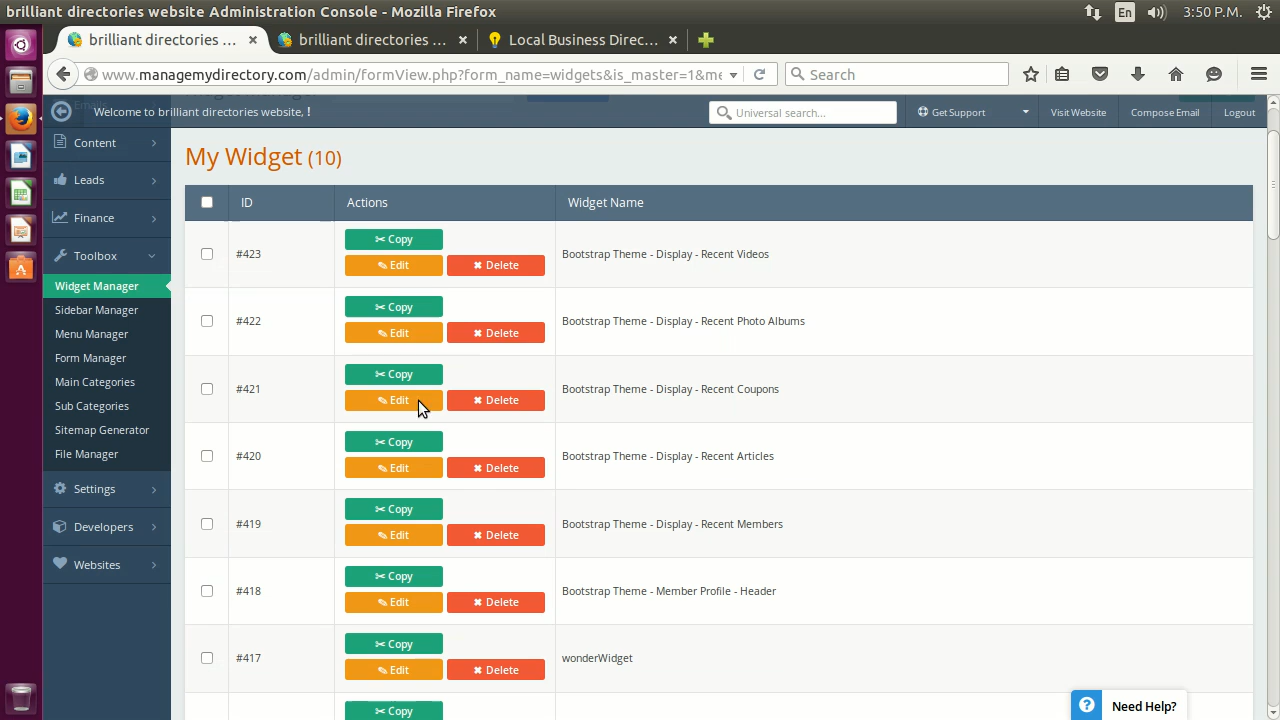 brilliant directories website Administration Console - Mozilla Firefox
En
3:50 P.M.
brilliant directories ...
brilliant directories ...
Local Business Direc...
www.managemydirectory.com/admin/formView.php?form_name=widgets&is_master=1&me
Search
Welcome to brilliant directories website, !
Universal search...
Get Support
Visit Website
Compose Email
Logout
Content
Leads
Finance
Toolbox
Widget Manager
Sidebar Manager
Menu Manager
Form Manager
Main Categories
Sub Categories
Sitemap Generator
File Manager
Settings
Developers
Websites
My Widget (10)
ID Actions Widget Name
#423 Copy Edit Delete Bootstrap Theme - Display - Recent Videos
#422 Copy Edit Delete Bootstrap Theme - Display - Recent Photo Albums
#421 Copy Edit Delete Bootstrap Theme - Display - Recent Coupons
#420 Copy Edit Delete Bootstrap Theme - Display - Recent Articles
#419 Copy Edit Delete Bootstrap Theme - Display - Recent Members
#418 Copy Edit Delete Bootstrap Theme - Member Profile - Header
#417 Copy Edit Delete wonderWidget
Copy
Need Help?